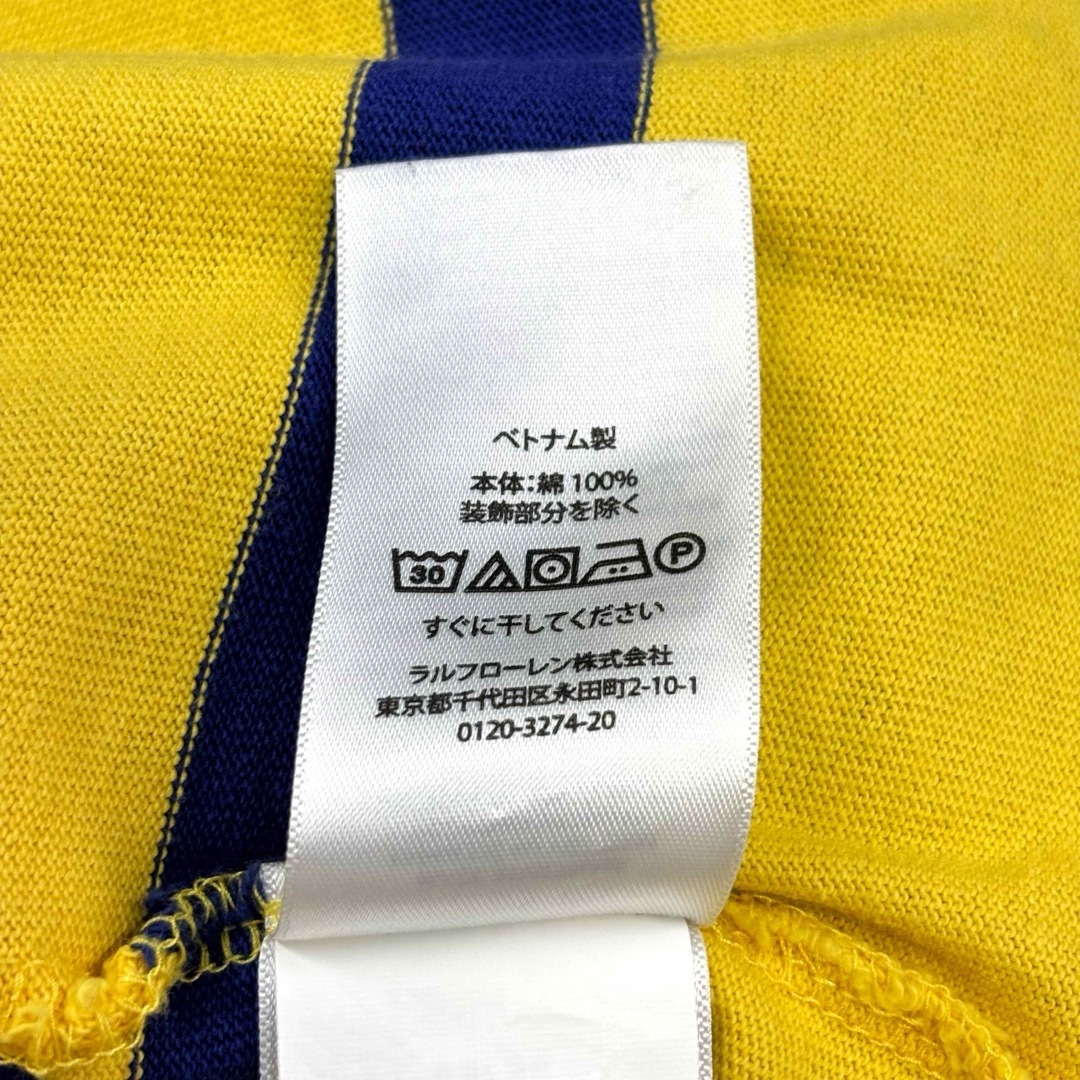 ベトナム製
本体：綿 100%
装飾部分を除く
30 P
すぐに干してください
ラルフローレン株式会社
東京都千代田区永田町2-10-1
0120-3274-20